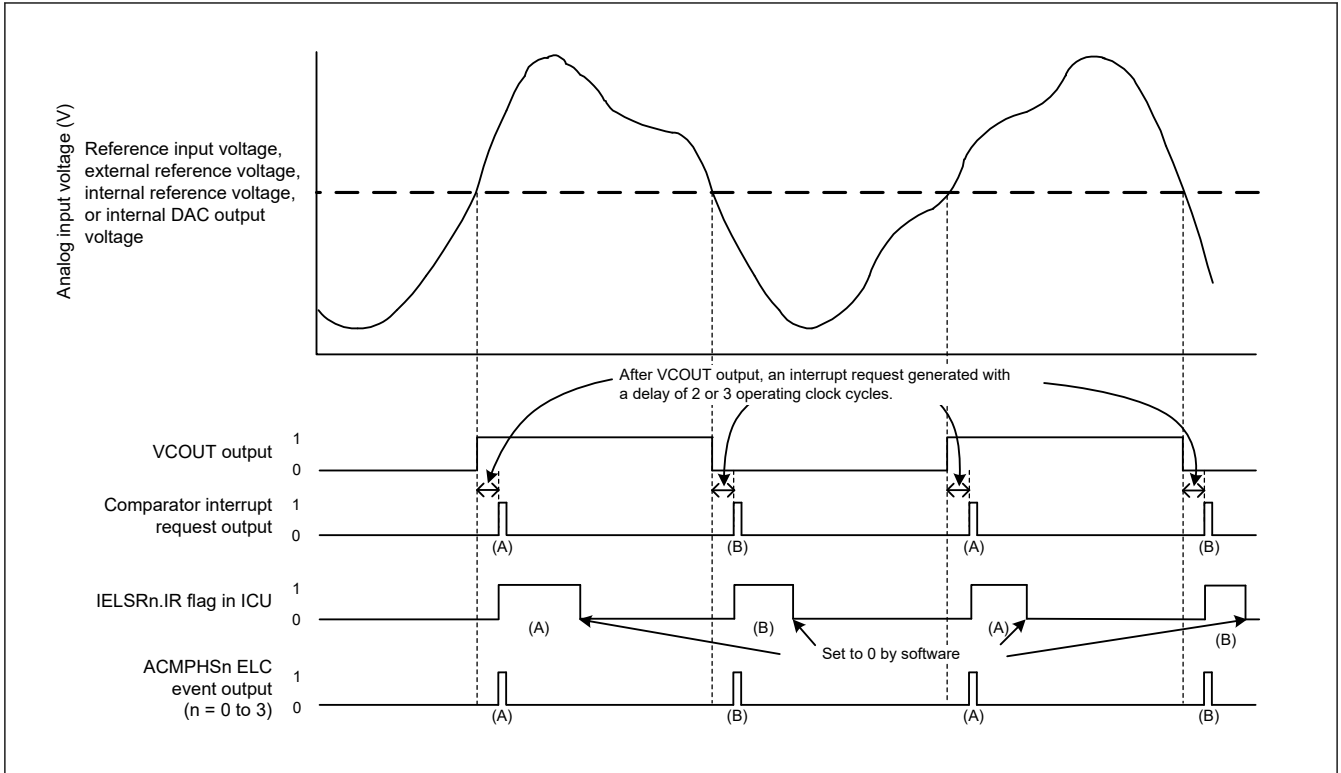 Analog input voltage (V)
Reference input voltage,
external reference voltage,
internal reference voltage,
or internal DAC output
voltage
After VCOUT output, an interrupt request generated with
a delay of 2 or 3 operating clock cycles.
VCOUT output
1
0
Comparator interrupt
request output
1
0
(A)
(B)
(A)
(B)
IELSRn.IR flag in ICU
1
0
(A)
(B)
(A)
(B)
Set to 0 by software
ACMPHSn ELC
event output
(n = 0 to 3)
1
0
(A)
(B)
(A)
(B)